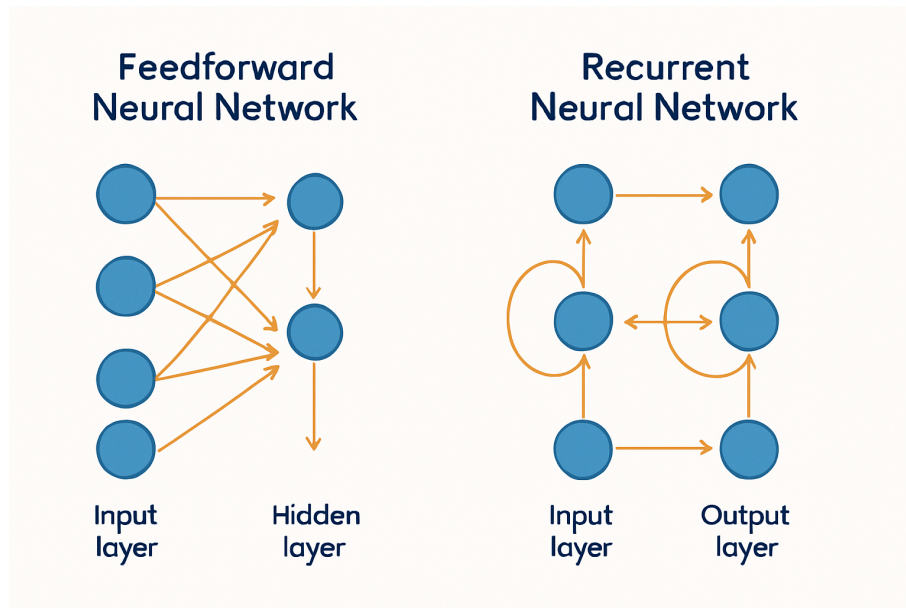 Feedforward
Neural Network
Recurrent
Neural Network
Input
layer
Hidden
layer
Input
layer
Output
layer